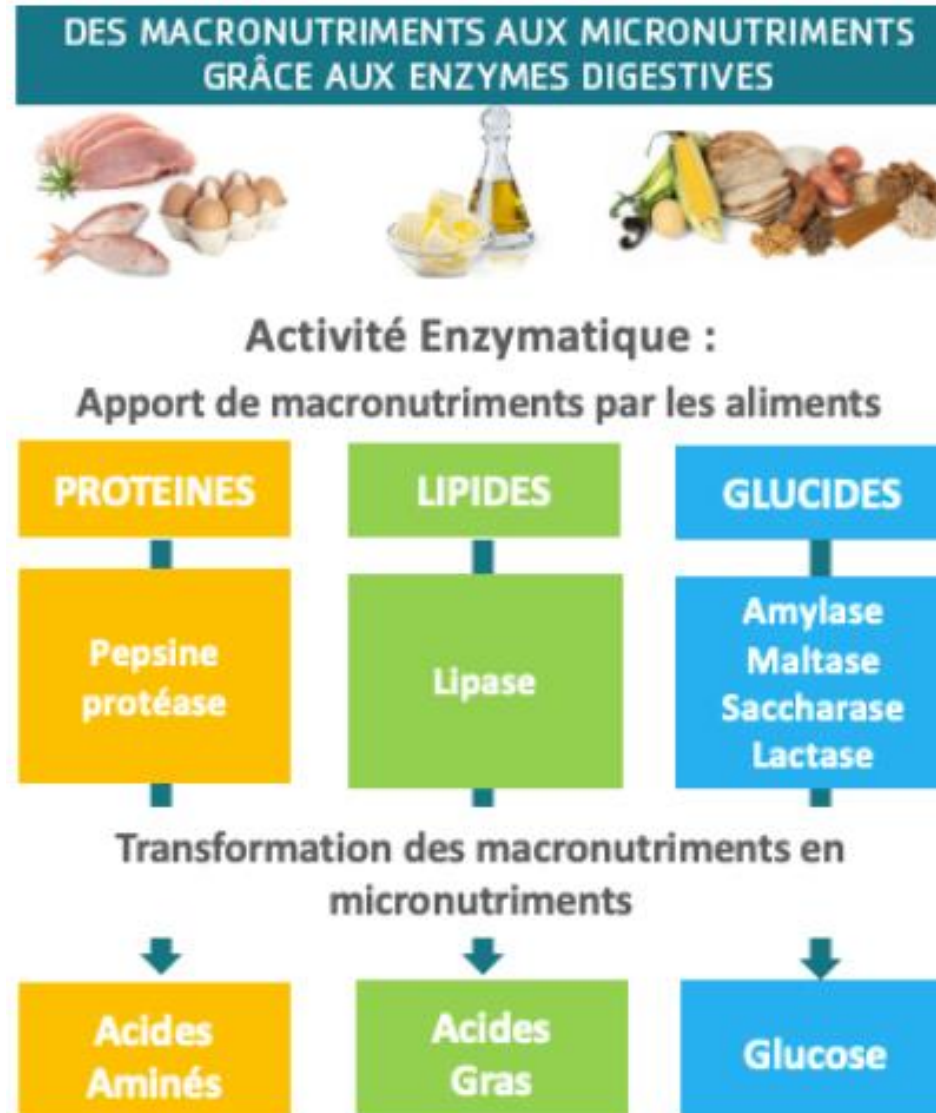 DES MACRONUTRIMENTS AUX MICRONUTRIMENTS
GRÂCE AUX ENZYMES DIGESTIVES
Activité Enzymatique :
Apport de macronutriments par les aliments
PROTEINES
LIPIDES
GLUCIDES
Pepsine
protéase
Lipase
Amylase
Maltase
Saccharase
Lactase
Transformation des macronutriments en
micronutriments
Acides
Aminés
Acides
Gras
Glucose